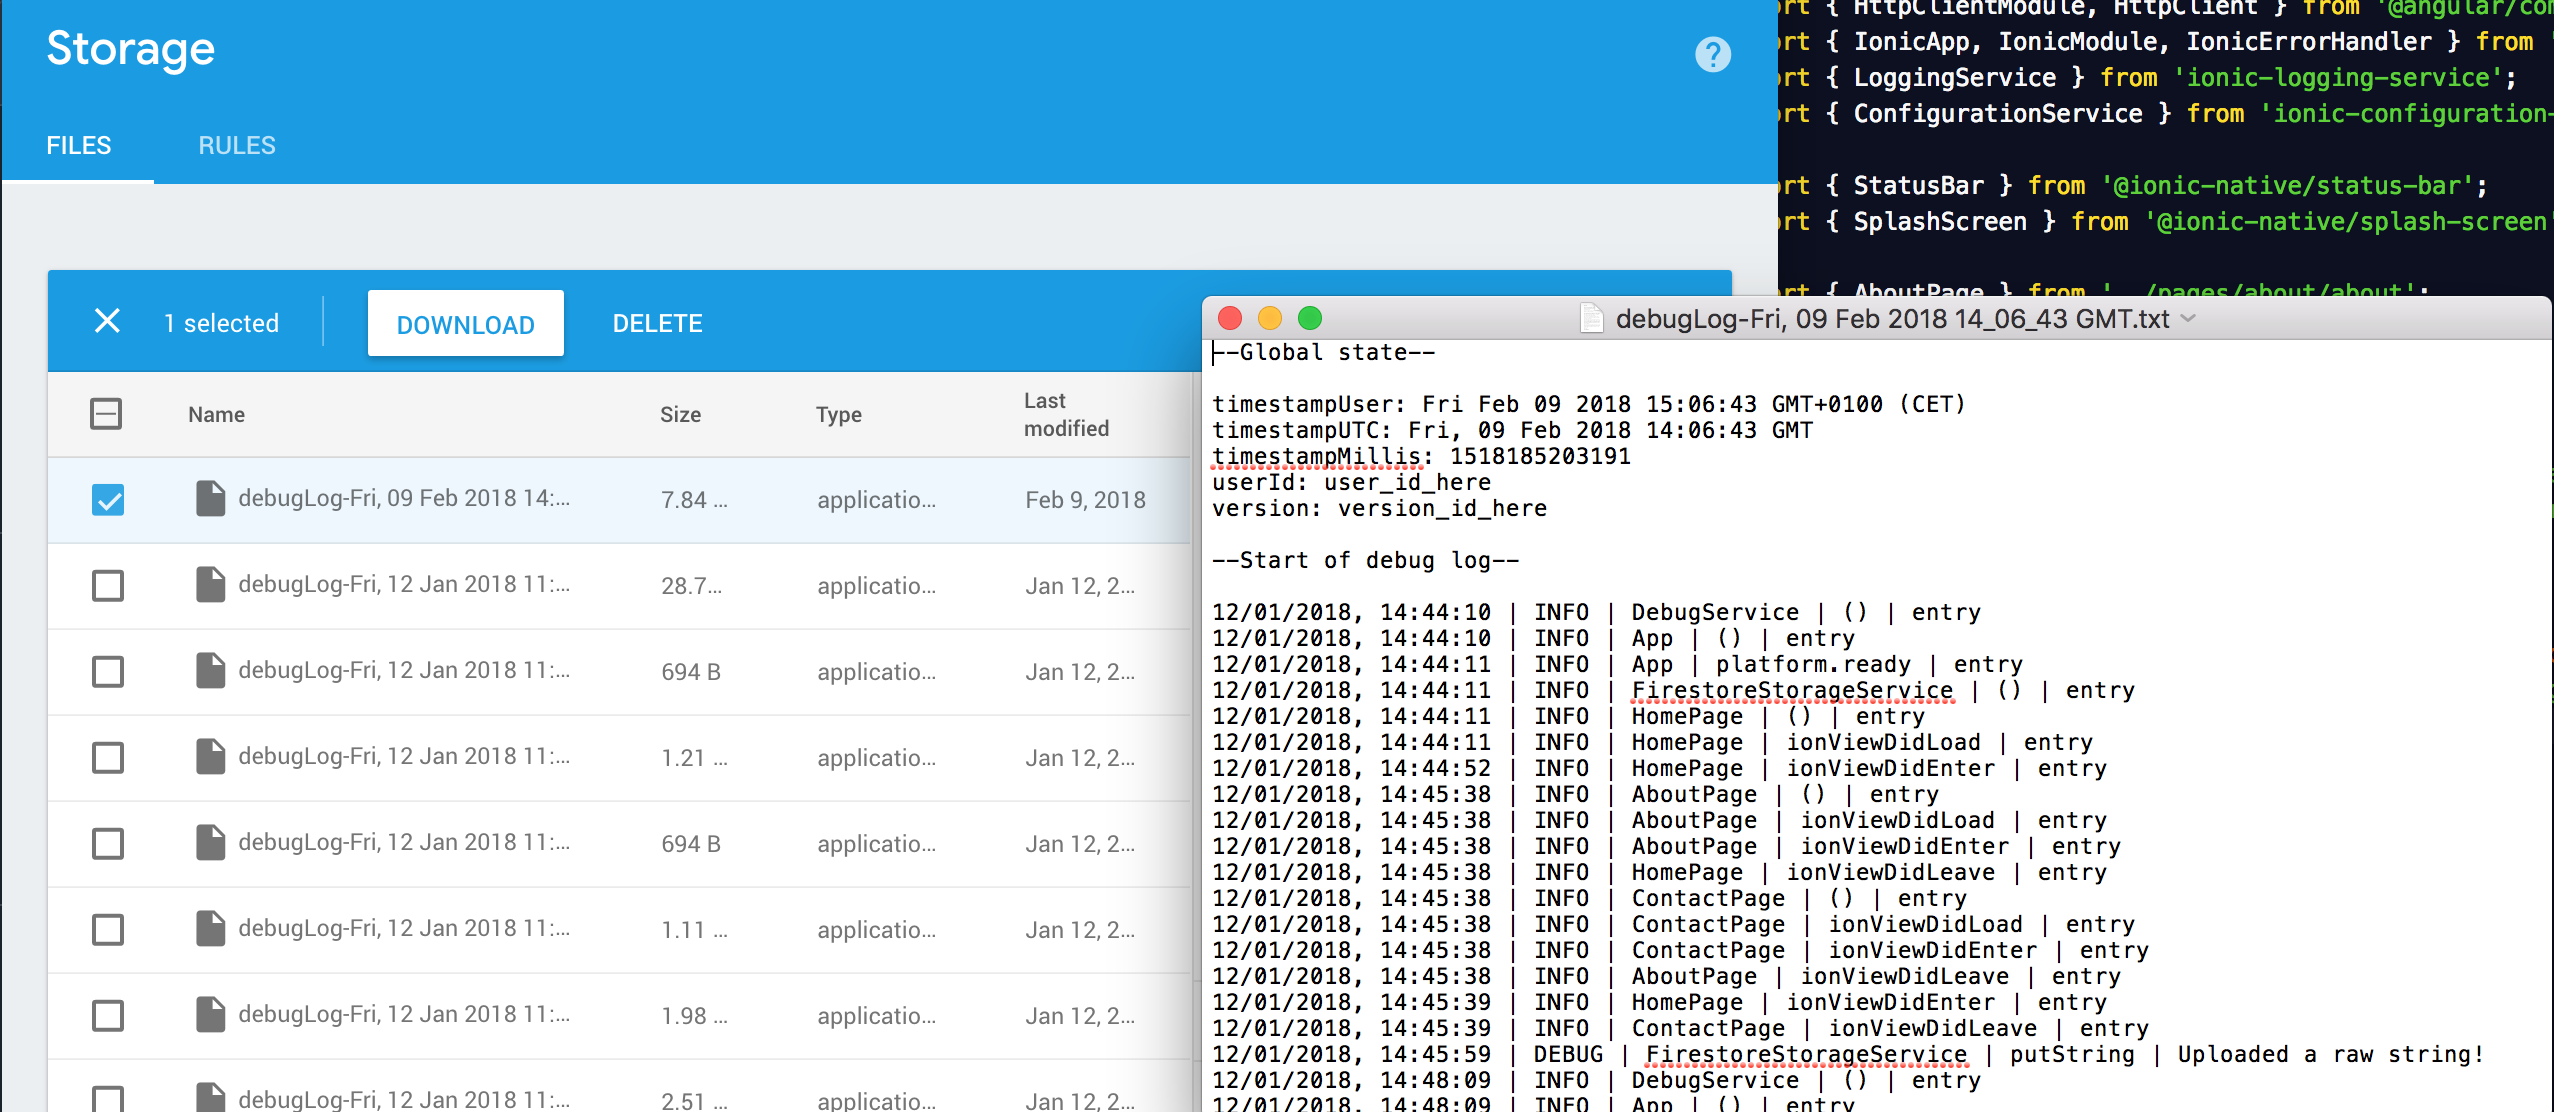 Storage
?
FILES RULES
1 selected DOWNLOAD DELETE
Name Size Type Last modified
debugLog-Fri, 09 Feb 2018 14:... 7.84 ... applicatio... Feb 9, 2018
debugLog-Fri, 12 Jan 2018 11:... 28.7... applicatio... Jan 12, 2...
debugLog-Fri, 12 Jan 2018 11:... 694 B applicatio... Jan 12, 2...
debugLog-Fri, 12 Jan 2018 11:... 1.21 ... applicatio... Jan 12, 2...
debugLog-Fri, 12 Jan 2018 11:... 694 B applicatio... Jan 12, 2...
debugLog-Fri, 12 Jan 2018 11:... 1.11 ... applicatio... Jan 12, 2...
debugLog-Fri, 12 Jan 2018 11:... 1.98 ... applicatio... Jan 12, 2...
debugLog-Fri, 12 Jan 2018 11:... 2.51 ... applicatio... Jan 12, 2...
ort { HttpClientModule, HttpClient } from '@angular/com
ort { IonicApp, IonicModule, IonicErrorHandler } from '
ort { LoggingService } from 'ionic-logging-service';
ort { ConfigurationService } from 'ionic-configuration-
ort { StatusBar } from '@ionic-native/status-bar';
ort { SplashScreen } from '@ionic-native/splash-screen'
ort { AboutPage } from '../pages/about/about';
debugLog-Fri, 09 Feb 2018 14_06_43 GMT.txt
--Global state--
timestampUser: Fri Feb 09 2018 15:06:43 GMT+0100 (CET)
timestampUTC: Fri, 09 Feb 2018 14:06:43 GMT
timestampMillis: 1518185203191
userId: user_id_here
version: version_id_here
--Start of debug log--
12/01/2018, 14:44:10 | INFO | DebugService | () | entry
12/01/2018, 14:44:10 | INFO | App | () | entry
12/01/2018, 14:44:11 | INFO | App | platform.ready | entry
12/01/2018, 14:44:11 | INFO | FirestoreStorageService | () | entry
12/01/2018, 14:44:11 | INFO | HomePage | () | entry
12/01/2018, 14:44:11 | INFO | HomePage | ionViewDidLoad | entry
12/01/2018, 14:44:52 | INFO | HomePage | ionViewDidEnter | entry
12/01/2018, 14:45:38 | INFO | AboutPage | () | entry
12/01/2018, 14:45:38 | INFO | AboutPage | ionViewDidLoad | entry
12/01/2018, 14:45:38 | INFO | AboutPage | ionViewDidEnter | entry
12/01/2018, 14:45:38 | INFO | HomePage | ionViewDidLeave | entry
12/01/2018, 14:45:38 | INFO | ContactPage | () | entry
12/01/2018, 14:45:38 | INFO | ContactPage | ionViewDidLoad | entry
12/01/2018, 14:45:38 | INFO | ContactPage | ionViewDidEnter | entry
12/01/2018, 14:45:38 | INFO | AboutPage | ionViewDidLeave | entry
12/01/2018, 14:45:39 | INFO | HomePage | ionViewDidEnter | entry
12/01/2018, 14:45:39 | INFO | ContactPage | ionViewDidLeave | entry
12/01/2018, 14:45:59 | DEBUG | FirestoreStorageService | putString | Uploaded a raw string!
12/01/2018, 14:48:09 | INFO | DebugService | () | entry
12/01/2018, 14:48:09 | INFO | App | () | entry